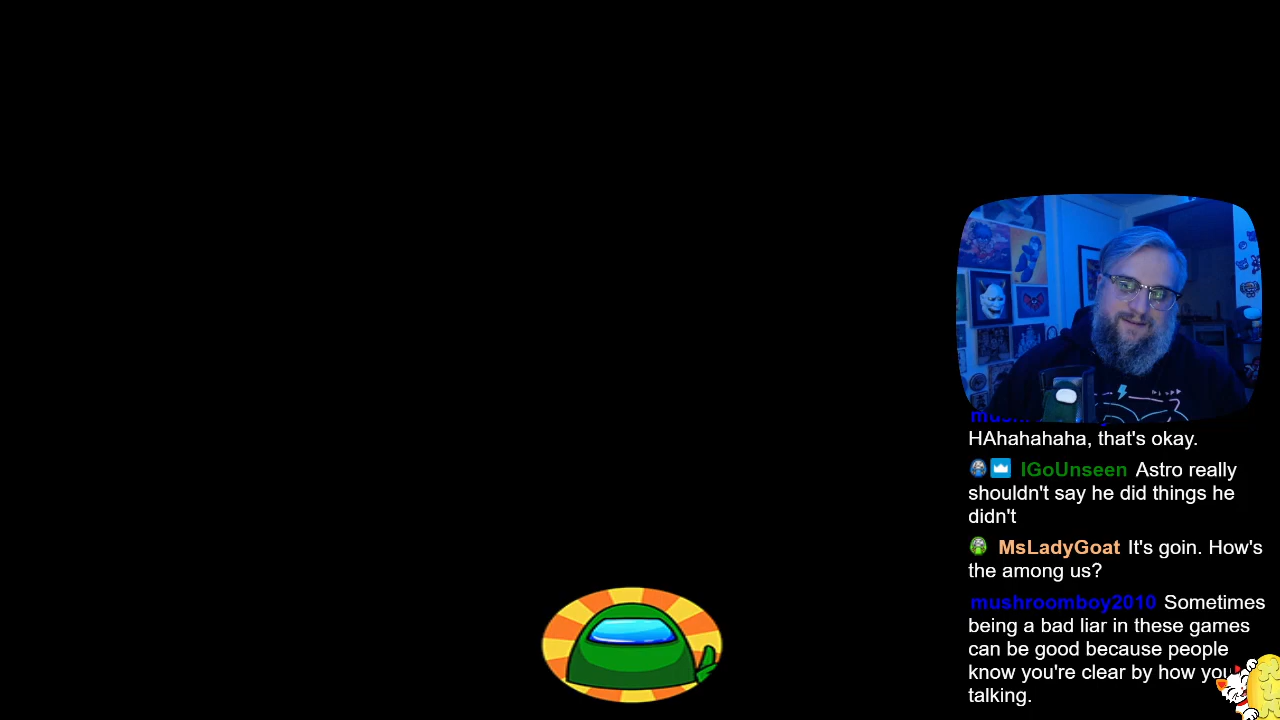 HAhahahaha, that's okay.
IGoUnseen Astro really
shouldn't say he did things he
didn't
MsLadyGoat It's goin. How's
the among us?
mushroomboy2010 Sometimes
being a bad liar in these games
can be good because people
know you're clear by how you
talking.